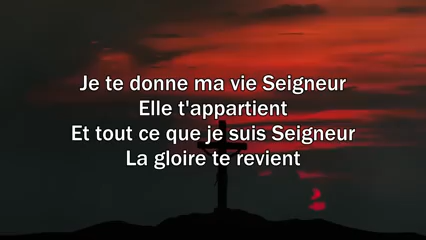 Je te donne ma vie Seigneur
Elle t'appartient
Et tout ce que je suis Seigneur
La gloire te revient